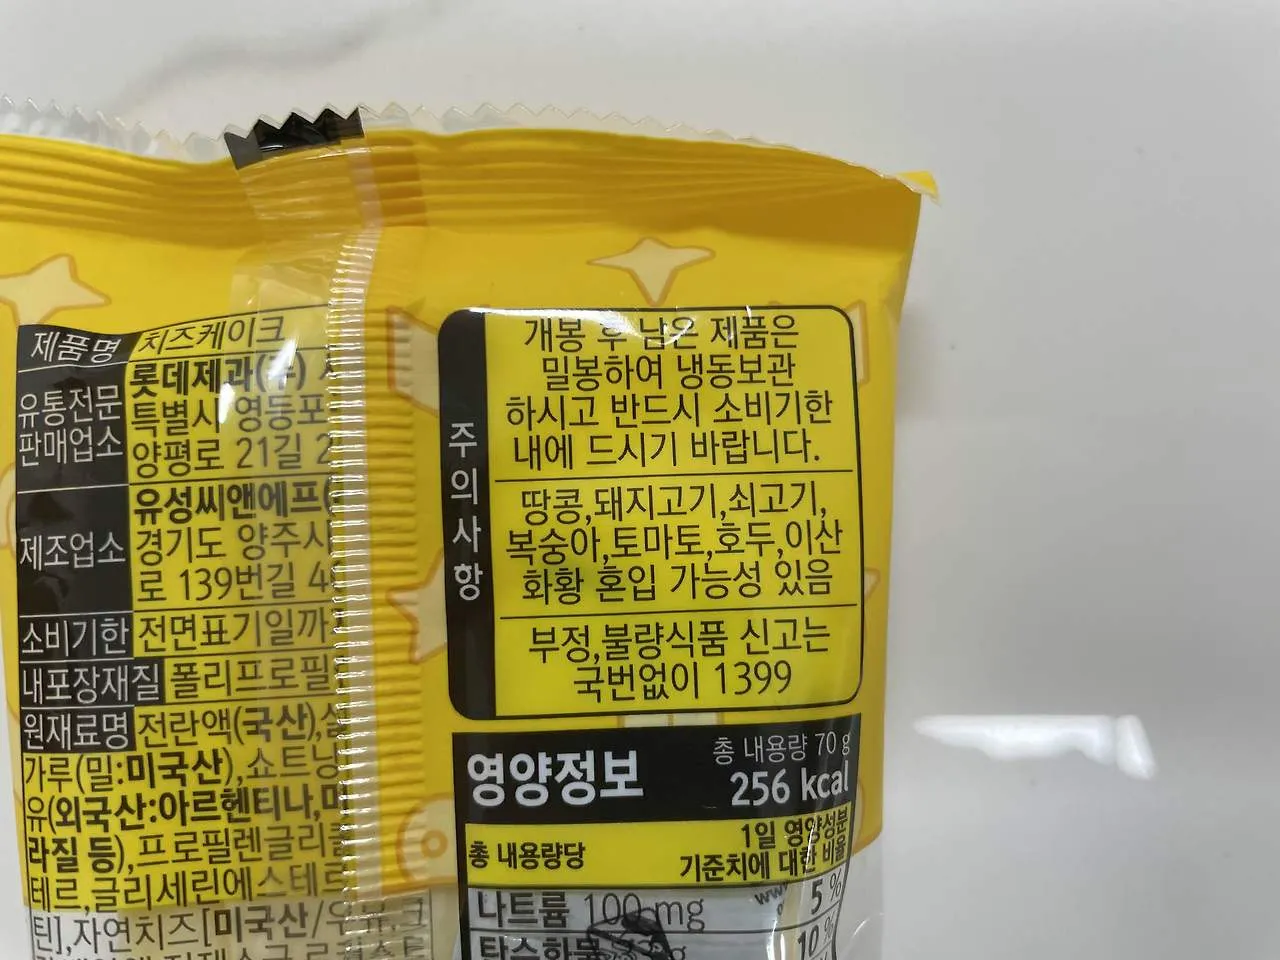 제품명 치즈케이크
유통전문 판매업소
롯데제과(주)
특별시 영등포
양평로 21길 2
제조업소
유성씨앤에프(
경기도 양주시
로 139번길 4
소비기한 전면표기일까
내포장재질 폴리프로필
원재료명 전란액(국산),설
가루(밀:미국산),쇼트닝
유(외국산:아르헨티나,
라질 등),프로필렌글리콜
테르,글리세린에스테르
틴],자연치즈[미국산/우유,크
주의사항
개봉 후 남은 제품은
밀봉하여 냉동보관
하시고 반드시 소비기한
내에 드시기 바랍니다.
땅콩,돼지고기,쇠고기,
복숭아,토마토,호두,이산
화황 혼입 가능성 있음
부정,불량식품 신고는
국번없이 1399
영양정보
총 내용량 70 g
256 kcal
총 내용량당
1일 영양성분
기준치에 대한 비율
나트륨 100 mg 5 %
탄수화물 10 %